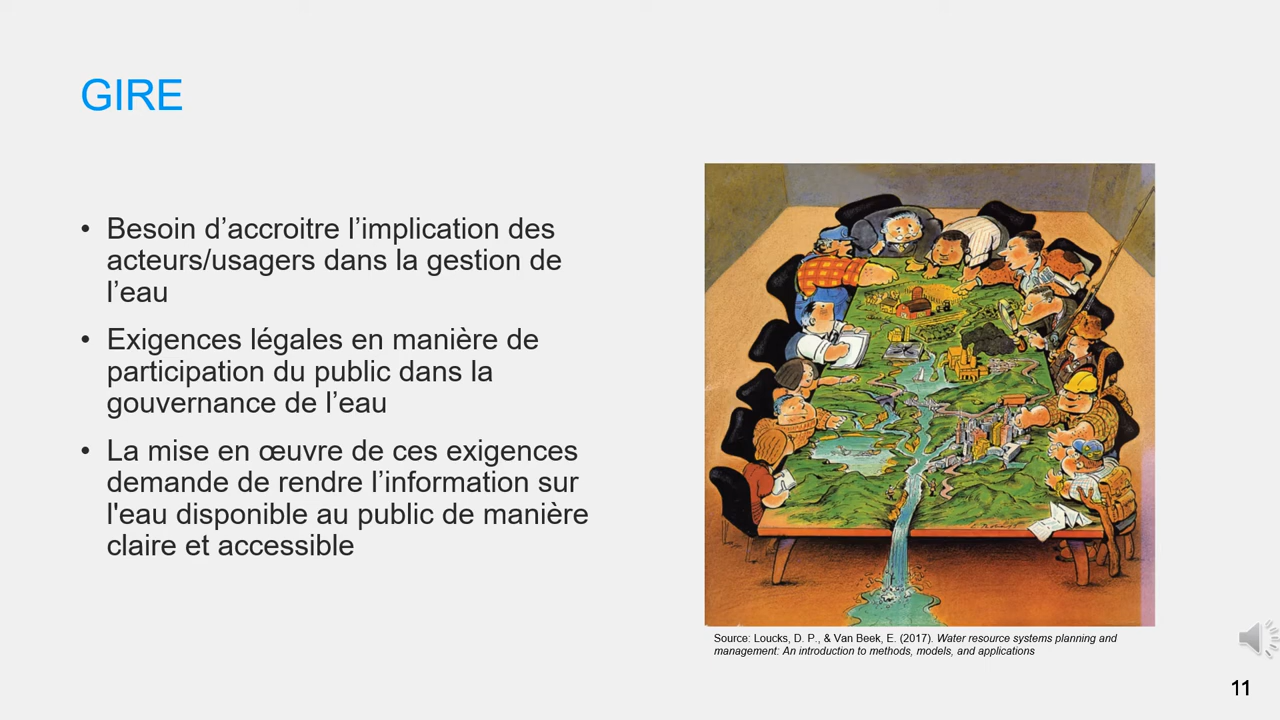 GIRE
• Besoin d’accroitre l’implication des
acteurs/usagers dans la gestion de
l’eau
• Exigences légales en manière de
participation du public dans la
gouvernance de l’eau
• La mise en œuvre de ces exigences
demande de rendre l’information sur
l'eau disponible au public de manière
claire et accessible
Source: Loucks, D. P., & Van Beek, E. (2017). Water resource systems planning and
management: An introduction to methods, models, and applications
11